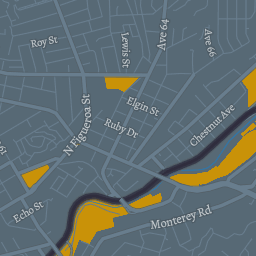 Roy St
Lewis St
Ave 64
Ave 66
Elgin St
Ruby Dr
N Figueroa St
Chestnut Ave
61
Echo St
Monterey Rd